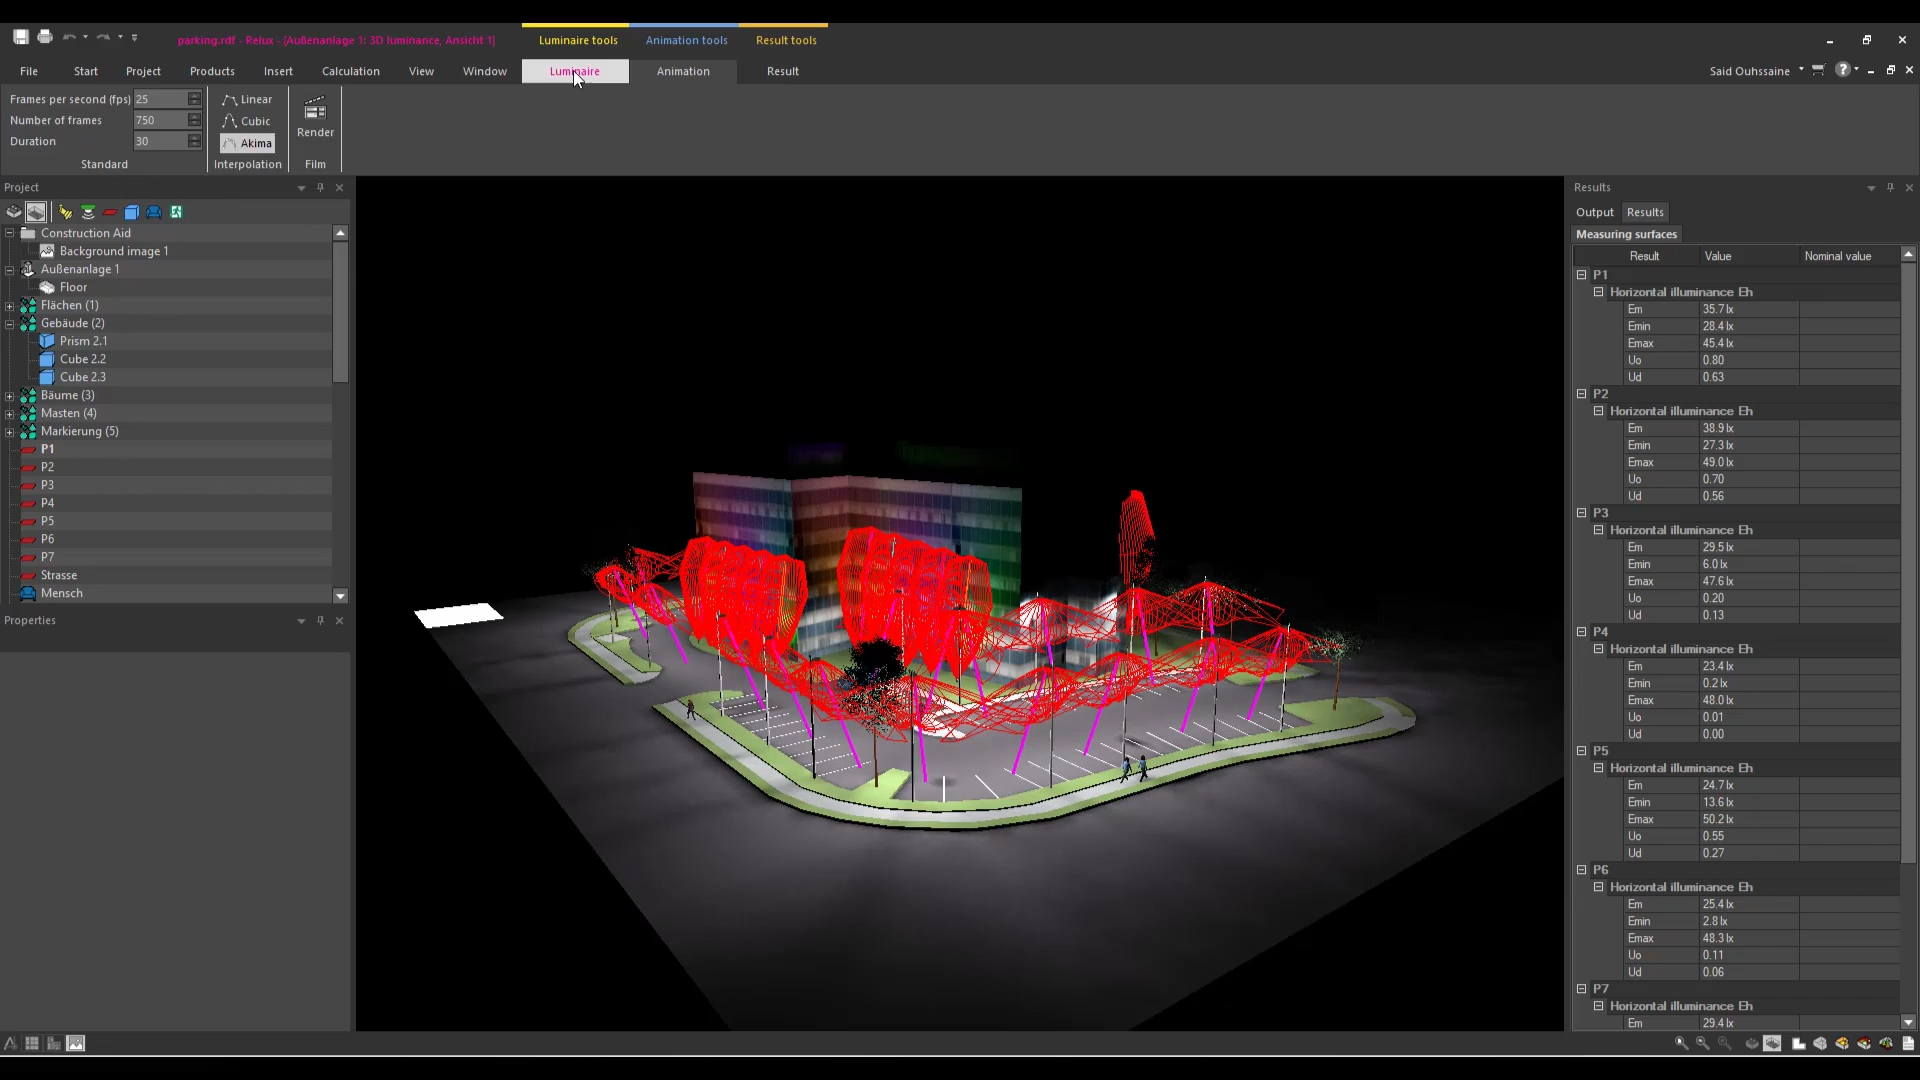 parking.rdf - Relux - [Außenanlage 1: 3D luminance, Ansicht 1]
Luminaire tools
Animation tools
Result tools
File
Start
Project
Products
Insert
Calculation
View
Window
Luminaire
Animation
Result
Said Ouhssaine
Frames per second (fps) 25
Number of frames 750
Duration 30
Standard
Linear
Cubic
Akima
Interpolation
Render
Film
Project
Construction Aid
Background image 1
Außenanlage 1
Floor
Flächen (1)
Gebäude (2)
Prism 2.1
Cube 2.2
Cube 2.3
Bäume (3)
Masten (4)
Markierung (5)
P1
P2
P3
P4
P5
P6
P7
Strasse
Mensch
Properties
Results
Output Results
Measuring surfaces
Result Value Nominal value
P1
Horizontal illuminance Eh
Em 35.7 lx
Emin 28.4 lx
Emax 45.4 lx
Uo 0.80
Ud 0.63
P2
Horizontal illuminance Eh
Em 38.9 lx
Emin 27.3 lx
Emax 49.0 lx
Uo 0.70
Ud 0.56
P3
Horizontal illuminance Eh
Em 29.5 lx
Emin 6.0 lx
Emax 47.6 lx
Uo 0.20
Ud 0.13
P4
Horizontal illuminance Eh
Em 23.4 lx
Emin 0.2 lx
Emax 48.0 lx
Uo 0.01
Ud 0.00
P5
Horizontal illuminance Eh
Em 24.7 lx
Emin 13.6 lx
Emax 50.2 lx
Uo 0.55
Ud 0.27
P6
Horizontal illuminance Eh
Em 25.4 lx
Emin 2.8 lx
Emax 48.3 lx
Uo 0.11
Ud 0.06
P7
Horizontal illuminance Eh
Em 29.4 lx